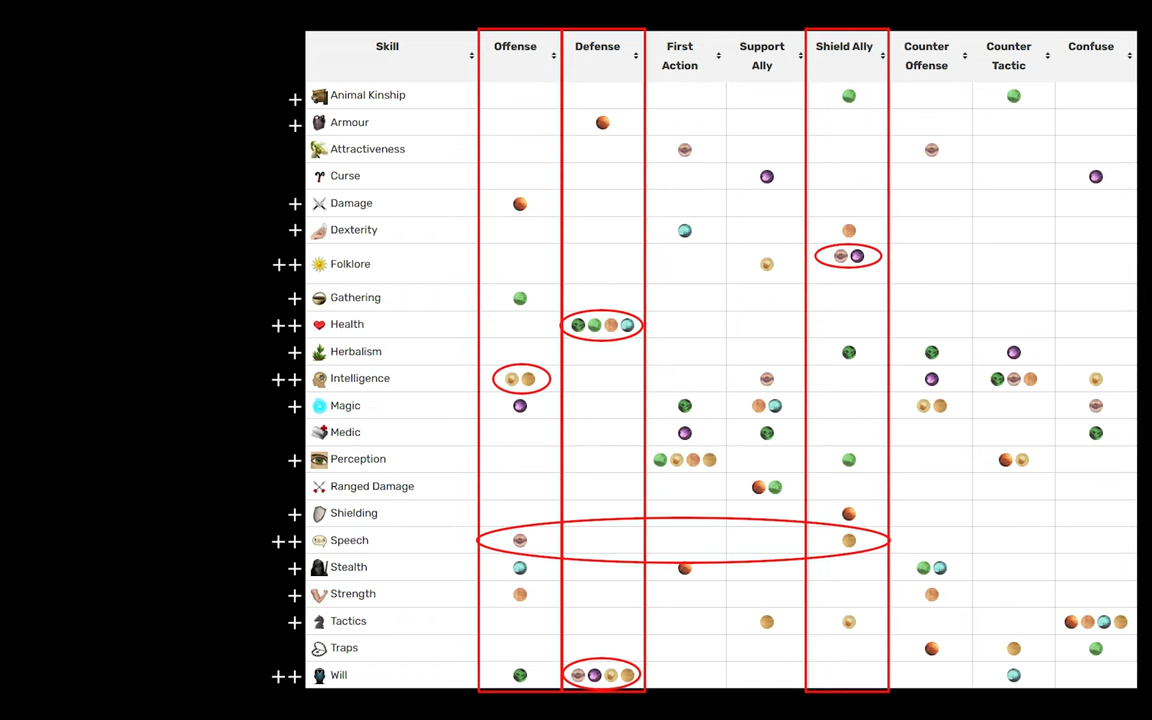 Skill Offense Defense First Action Support Ally Shield Ally Counter Offense Counter Tactic Confuse
+ Animal Kinship
+ Armour
Attractiveness
Curse
+ Damage
+ Dexterity
++ Folklore
+ Gathering
++ Health
+ Herbalism
++ Intelligence
+ Magic
Medic
+ Perception
Ranged Damage
+ Shielding
++ Speech
+ Stealth
+ Strength
+ Tactics
Traps
++ Will